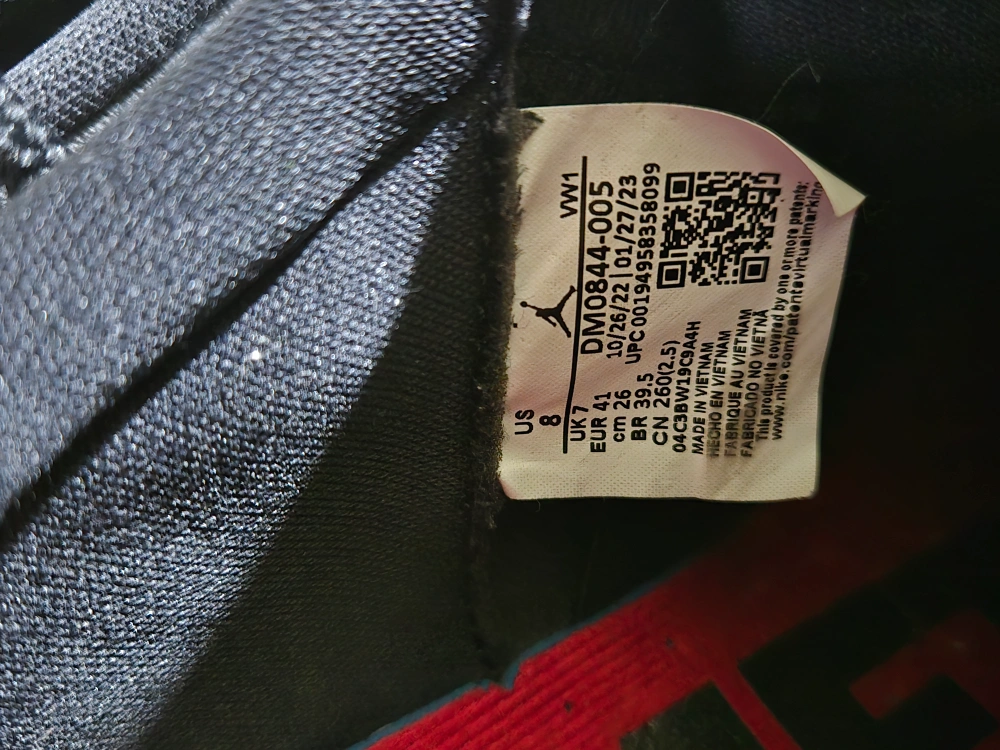 US
8
VW1
UK 7
EUR 41
DM0844-005
cm 26
10/26/22 | 01/27/23
BR 39.5
UPC 00194958358099
CN 260(2.5)
04C3BW19C9A4H
MADE IN VIETNAM
HECHO EN VIETNAM
FABRIQUE AU VIETNAM
FABRICADO NO VIETNÃ
This product is covered by one or more patents:
www.nike.com/patentsvirtualmarking